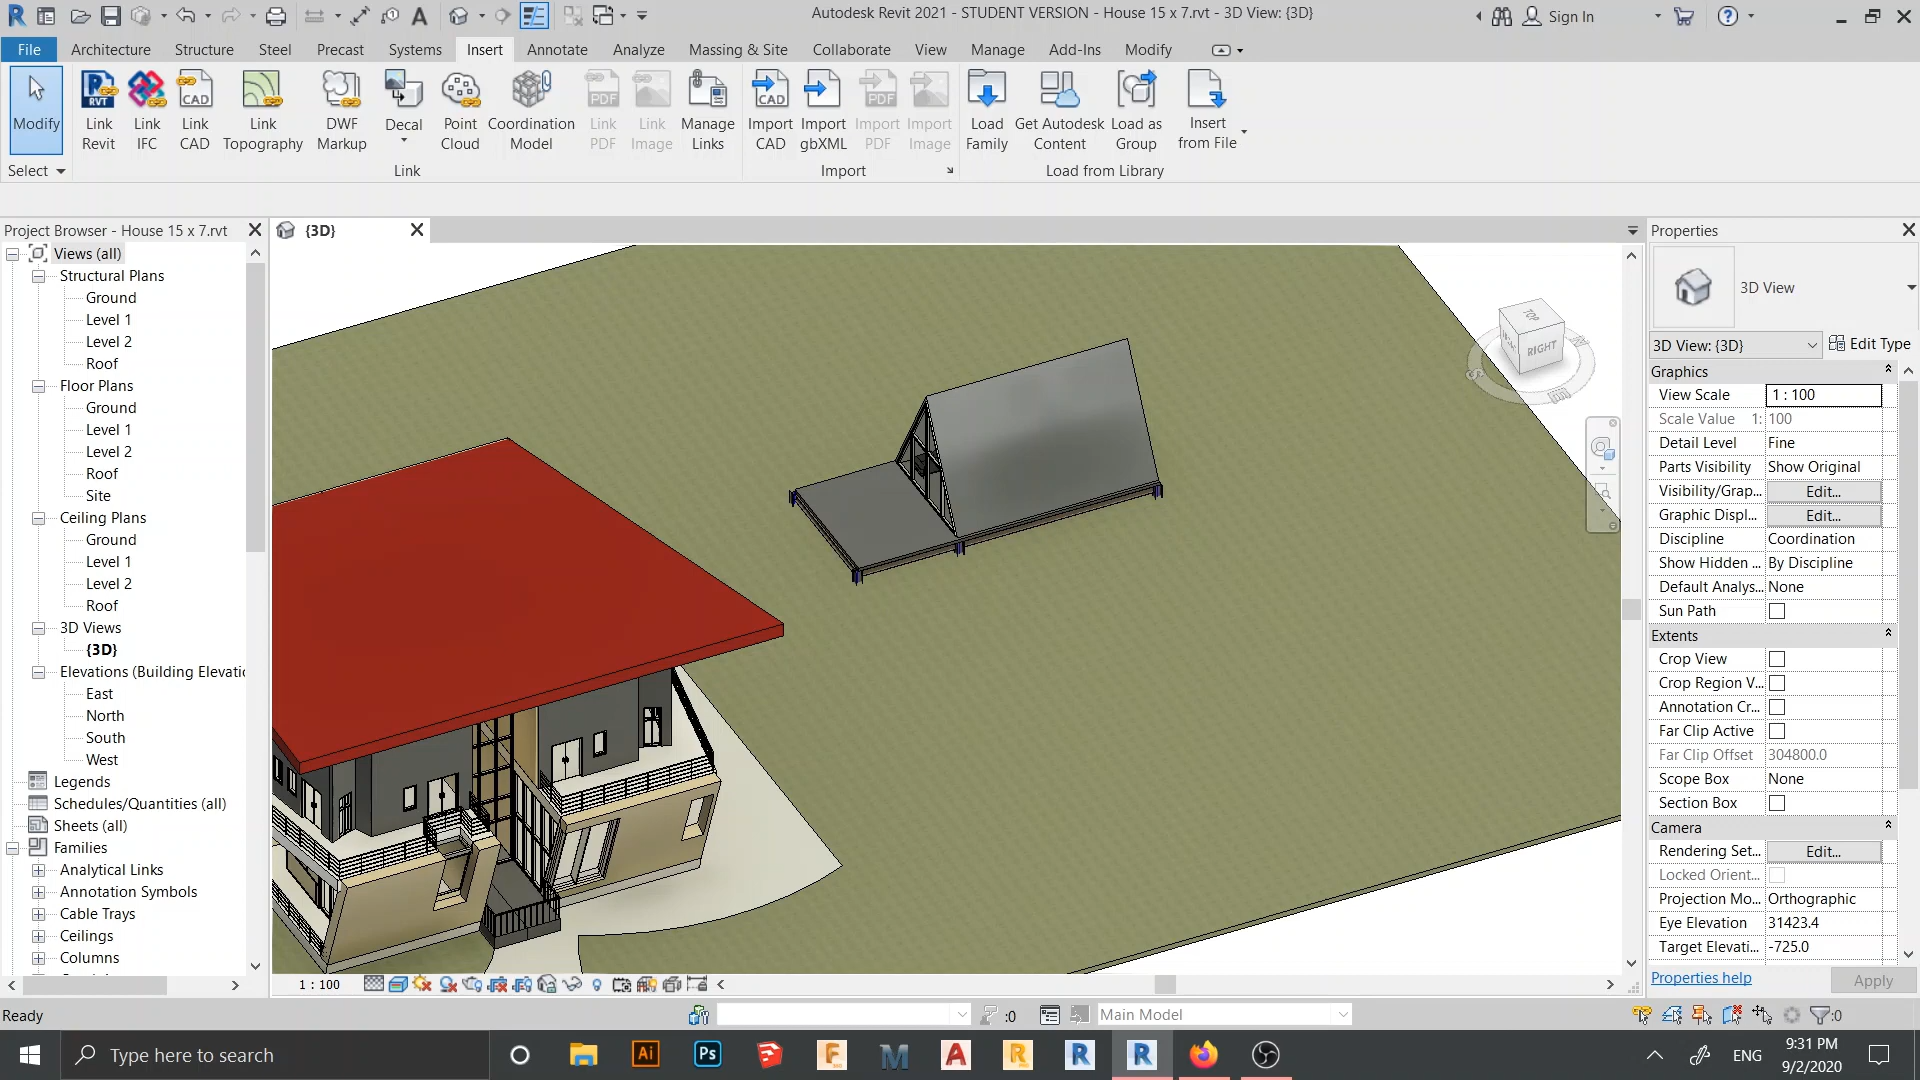 Autodesk Revit 2021 - STUDENT VERSION - House 15 x 7.rvt - 3D View: {3D}
Sign In
File
Architecture
Structure
Steel
Precast
Systems
Insert
Annotate
Analyze
Massing & Site
Collaborate
View
Manage
Add-Ins
Modify
Modify
Link
Revit
Link
IFC
Link
CAD
Link
Topography
DWF
Markup
Decal
Point
Cloud
Coordination
Model
Link
PDF
Link
Image
Manage
Links
Import
CAD
Import
gbXML
Import
PDF
Import
Image
Load
Family
Get Autodesk
Content
Load as
Group
Insert
from File
Select
Link
Import
Load from Library
Project Browser - House 15 x 7.rvt
Views (all)
Structural Plans
Ground
Level 1
Level 2
Roof
Floor Plans
Ground
Level 1
Level 2
Roof
Site
Ceiling Plans
Ground
Level 1
Level 2
Roof
3D Views
{3D}
Elevations (Building Elevatio
East
North
South
West
Legends
Schedules/Quantities (all)
Sheets (all)
Families
Analytical Links
Annotation Symbols
Cable Trays
Ceilings
Columns
{3D}
TOP
RIGHT
Properties
3D View
3D View: {3D}
Edit Type
Graphics
View Scale 1 : 100
Scale Value 1: 100
Detail Level Fine
Parts Visibility Show Original
Visibility/Grap... Edit...
Graphic Displ... Edit...
Discipline Coordination
Show Hidden ... By Discipline
Default Analys... None
Sun Path
Extents
Crop View
Crop Region V...
Annotation Cr...
Far Clip Active
Far Clip Offset 304800.0
Scope Box None
Section Box
Camera
Rendering Set... Edit...
Locked Orient...
Projection Mo... Orthographic
Eye Elevation 31423.4
Target Elevati... -725.0
Properties help
Apply
1 : 100
Ready
:0
Main Model
:0
Type here to search
ENG
9:31 PM
9/2/2020